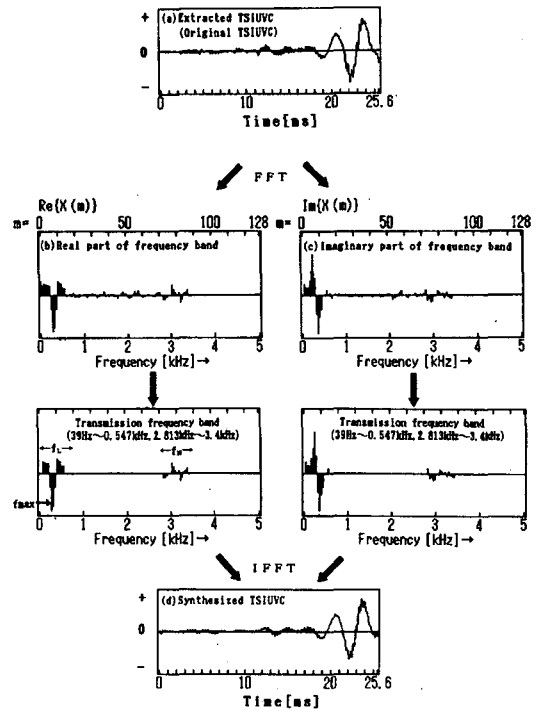 (a)Extracted TSIUVC
(Original TSIUVC)
+
0
−
0 10 20 25.6
Time[ms]
FFT
Re{X(m)}
m= 0 50 100 128
(b)Real part of frequency band
0 1 2 3 4 5
Frequency [kHz]→
Im{X(m)}
m= 0 50 100 128
(c)Imaginary part of frequency band
0 1 2 3 4 5
Frequency [kHz]→
Transmission frequency band
(39Hz~0.547kHz, 2.813kHz~3.4kHz)
fL
fH
fmax
0 1 2 3 4 5
Frequency [kHz]→
Transmission frequency band
(39Hz~0.547kHz, 2.813kHz~3.4kHz)
0 1 2 3 4 5
Frequency [kHz]→
IFFT
(d)Synthesized TSIUVC
+
0
−
0 10 20 25.6
Time[ms]